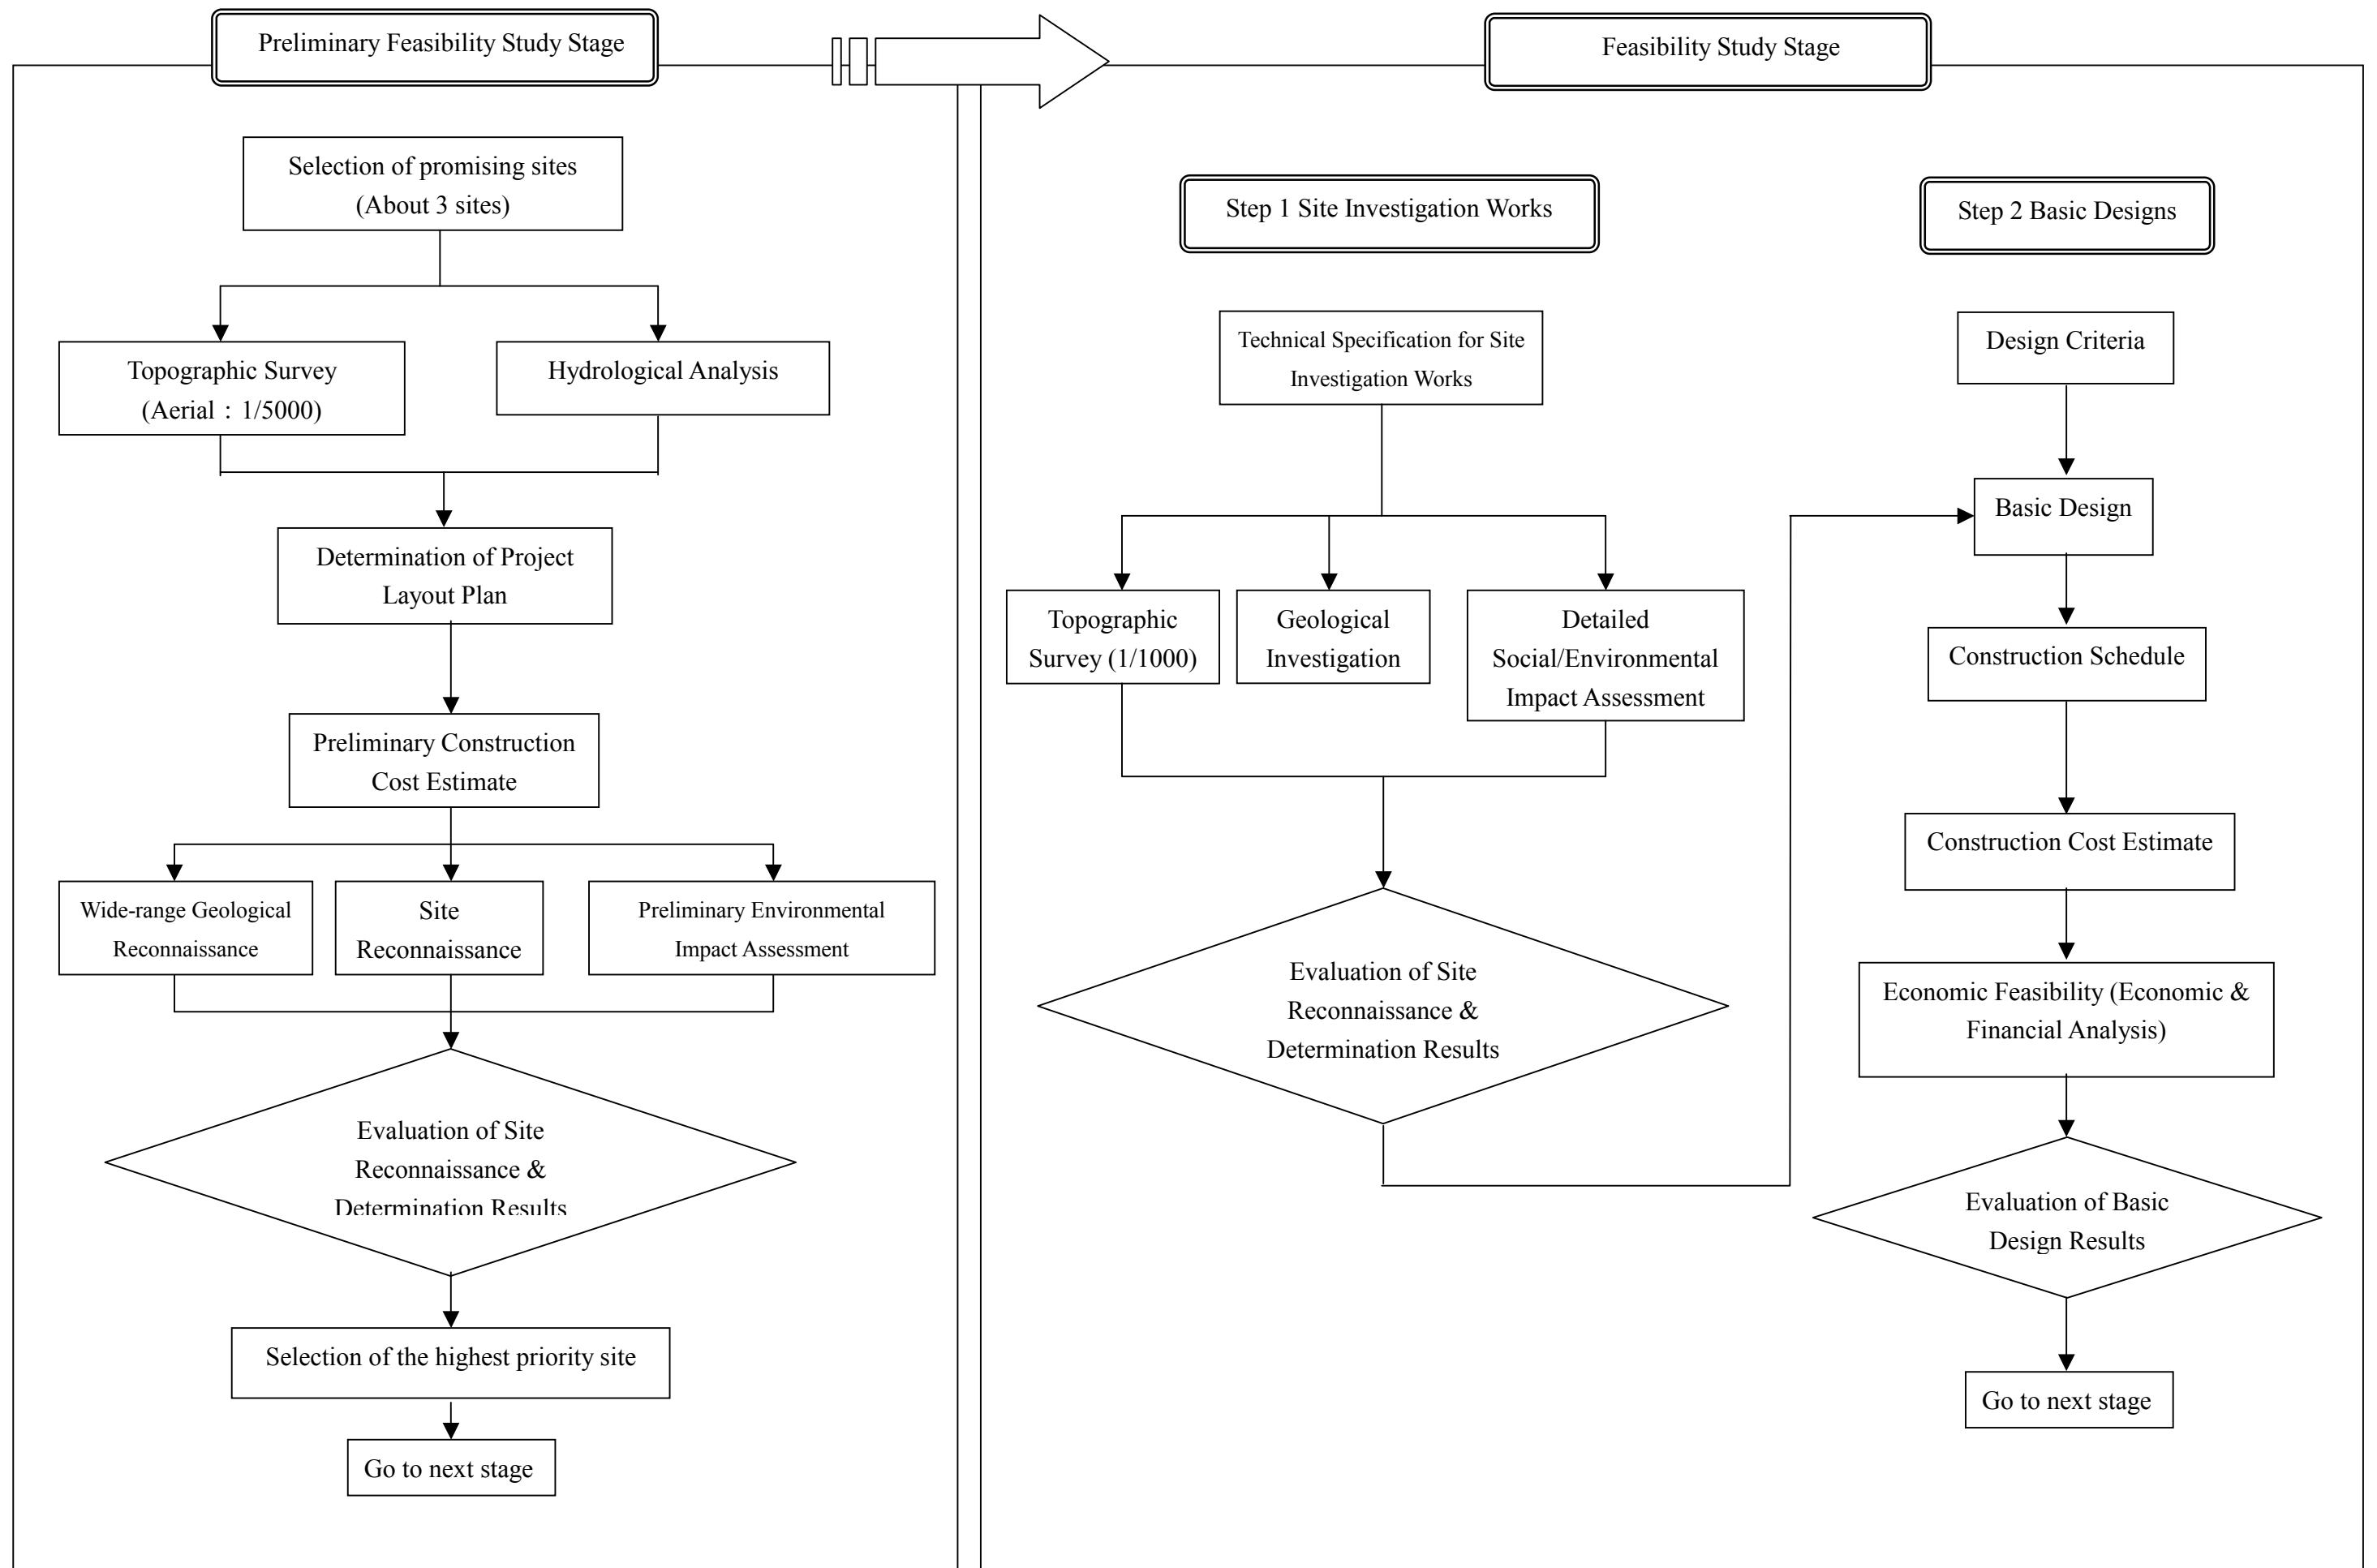 Preliminary Feasibility Study Stage
Selection of promising sites
(About 3 sites)
Topographic Survey
(Aerial：1/5000)
Hydrological Analysis
Determination of Project
Layout Plan
Preliminary Construction
Cost Estimate
Wide-range Geological
Reconnaissance
Site
Reconnaissance
Preliminary Environmental
Impact Assessment
Evaluation of Site
Reconnaissance &
Determination Results
Selection of the highest priority site
Go to next stage
Feasibility Study Stage
Step 1 Site Investigation Works
Technical Specification for Site
Investigation Works
Topographic
Survey (1/1000)
Geological
Investigation
Detailed
Social/Environmental
Impact Assessment
Evaluation of Site
Reconnaissance &
Determination Results
Step 2 Basic Designs
Design Criteria
Basic Design
Construction Schedule
Construction Cost Estimate
Economic Feasibility (Economic &
Financial Analysis)
Evaluation of Basic
Design Results
Go to next stage